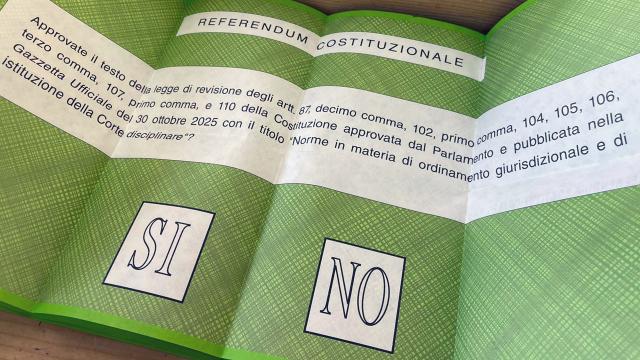 REFERENDUM COSTITUZIONALE
Approvate il testo della legge di revisione degli artt. 87, decimo comma, 102, primo comma, 104, 105, 106,
terzo comma, 107, primo comma, e 110 della Costituzione approvata dal Parlamento e pubblicata nella
Gazzetta Ufficiale del 30 ottobre 2025 con il titolo "Norme in materia di ordinamento giurisdizionale e di
istituzione della Corte disciplinare"?
SI
NO